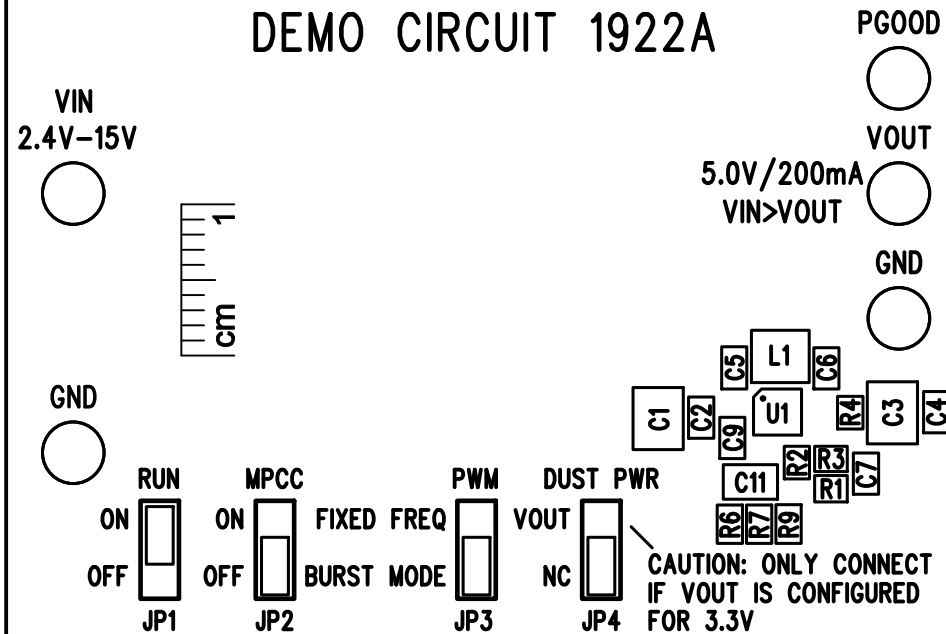 DEMO CIRCUIT 1922A
PGOOD
VIN
2.4V-15V
VOUT
5.0V/200mA
VIN>VOUT
1
cm
GND
GND
L1
C5
C6
C1
C2
U1
R4
C3
C4
C9
R2
R3
C7
C11
R1
R6
R7
R9
RUN
ON
OFF
JP1
MPCC
ON
OFF
JP2
PWM
FIXED FREQ
BURST MODE
JP3
DUST PWR
VOUT
NC
JP4
CAUTION: ONLY CONNECT
IF VOUT IS CONFIGURED
FOR 3.3V